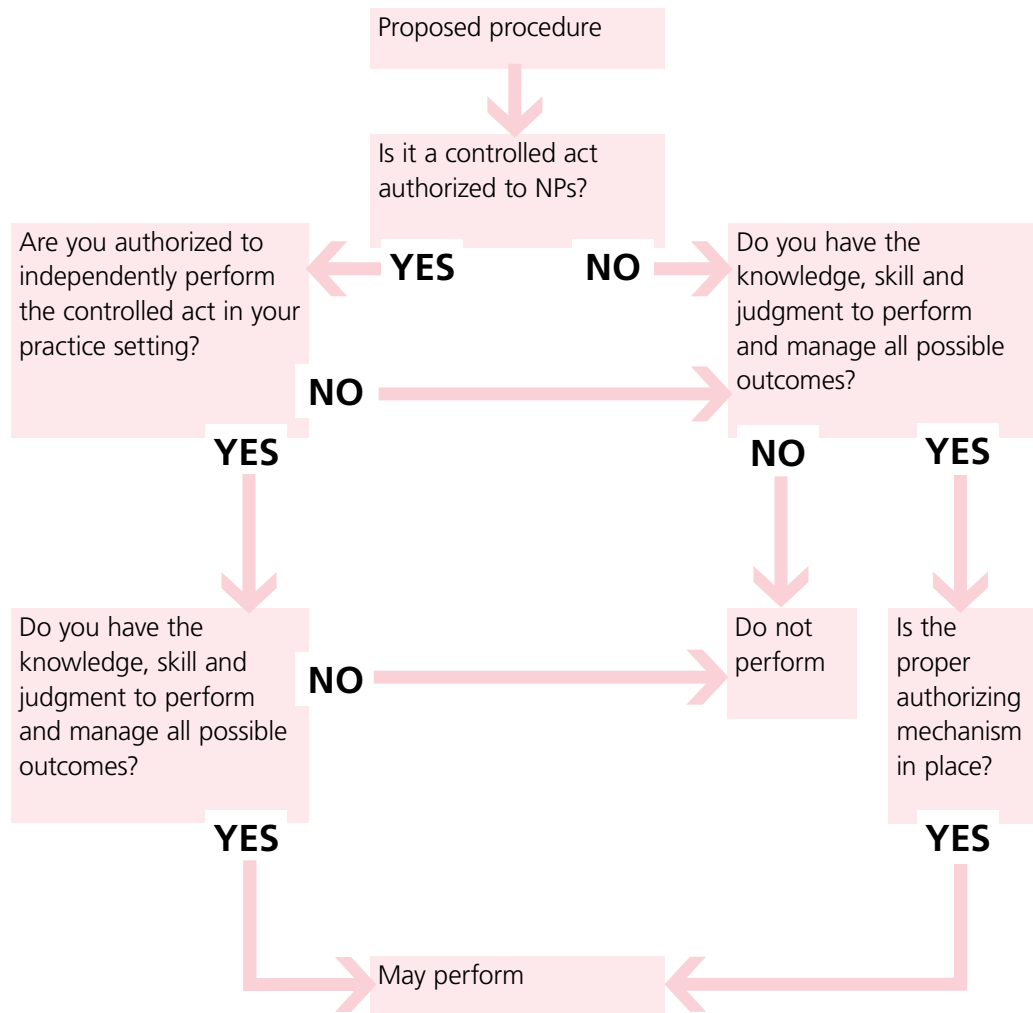 Proposed procedure
Is it a controlled act
authorized to NPs?
YES
NO
Are you authorized to
independently perform
the controlled act in your
practice setting?
NO
YES
Do you have the
knowledge, skill and
judgment to perform
and manage all possible
outcomes?
NO
YES
Do you have the
knowledge, skill and
judgment to perform
and manage all possible
outcomes?
NO
YES
Do not
perform
Is the
proper
authorizing
mechanism
in place?
YES
May perform